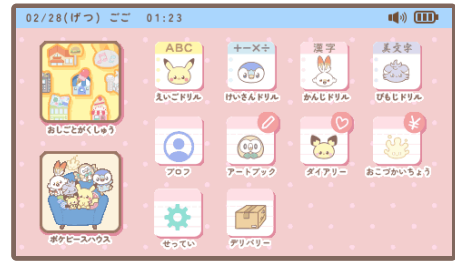 02/28(げつ) ごご 01:23
ABC
+-×÷
漢字
美文字
えいごドリル
けいさんドリル
かんじドリル
びもじドリル
おしごとがくしゅう
プロフ
アートブック
ダイアリー
¥
おこづかいちょう
ポケピースハウス
せってい
デリバリー